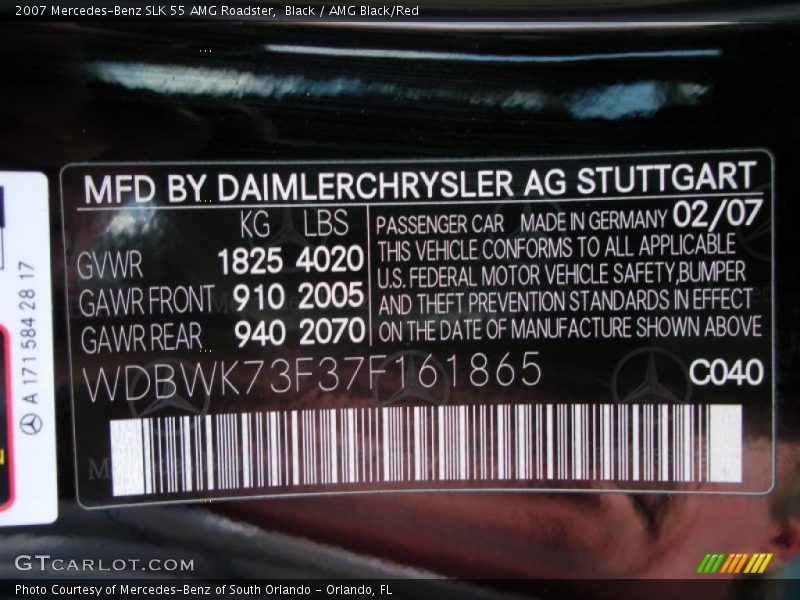 2007 Mercedes-Benz SLK 55 AMG Roadster, Black / AMG Black/Red
MFD BY DAIMLERCHRYSLER AG STUTTGART
KG LBS
GVWR 1825 4020
GAWR FRONT 910 2005
GAWR REAR 940 2070
PASSENGER CAR MADE IN GERMANY 02/07
THIS VEHICLE CONFORMS TO ALL APPLICABLE
U.S. FEDERAL MOTOR VEHICLE SAFETY,BUMPER
AND THEFT PREVENTION STANDARDS IN EFFECT
ON THE DATE OF MANUFACTURE SHOWN ABOVE
WDBWK73F37F161865 C040
A 171 584 28 17
GTCARLOT.COM
Photo Courtesy of Mercedes-Benz of South Orlando - Orlando, FL